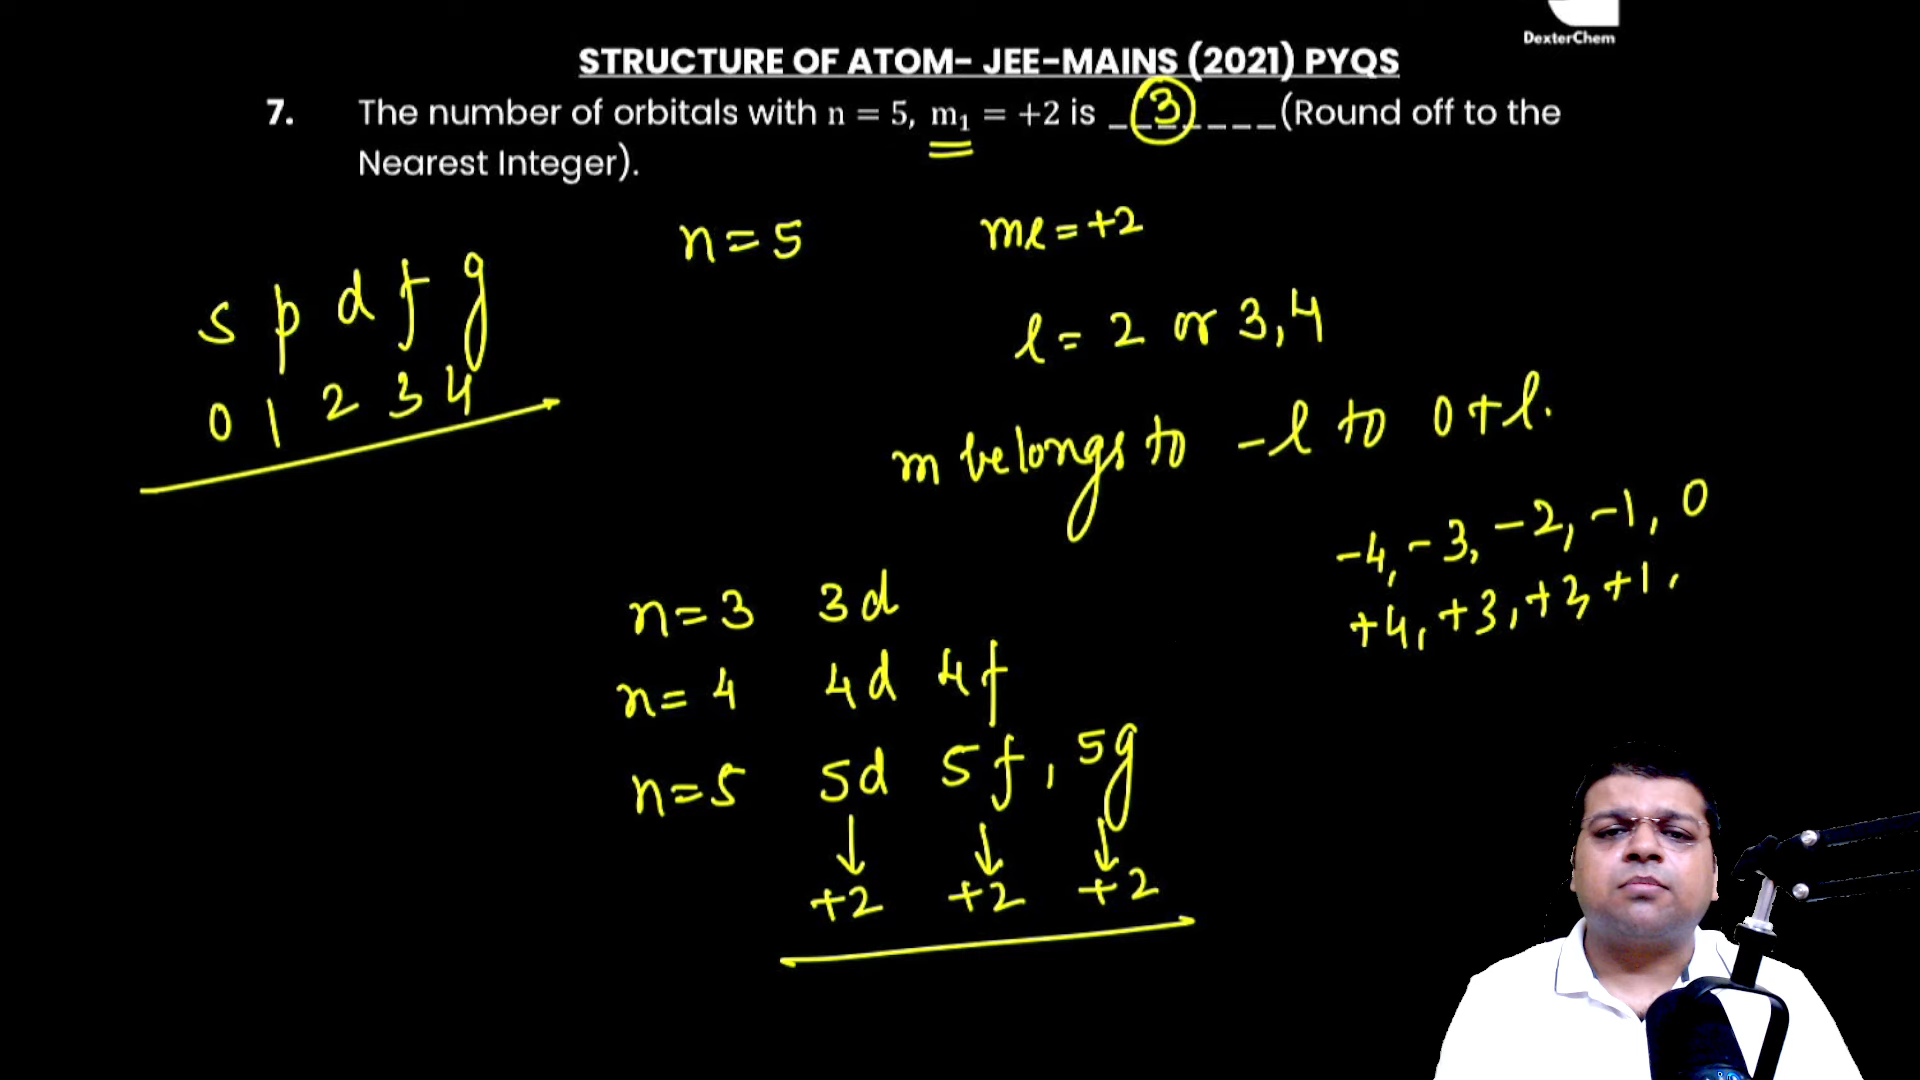 DexterChem
STRUCTURE OF ATOM- JEE-MAINS (2021) PYQS
7. The number of orbitals with n = 5, m₁ = +2 is _ 3 _ _ _ _ (Round off to the
Nearest Integer).
n = 5 mℓ = +2
s p d f g
0 1 2 3 4
ℓ = 2 or 3, 4
m belongs to -ℓ to 0 +ℓ.
-4, -3, -2, -1, 0
+4, +3, +2, +1,
n = 3 3d
n = 4 4d 4f
n = 5 5d 5f, 5g
+2 +2 +2